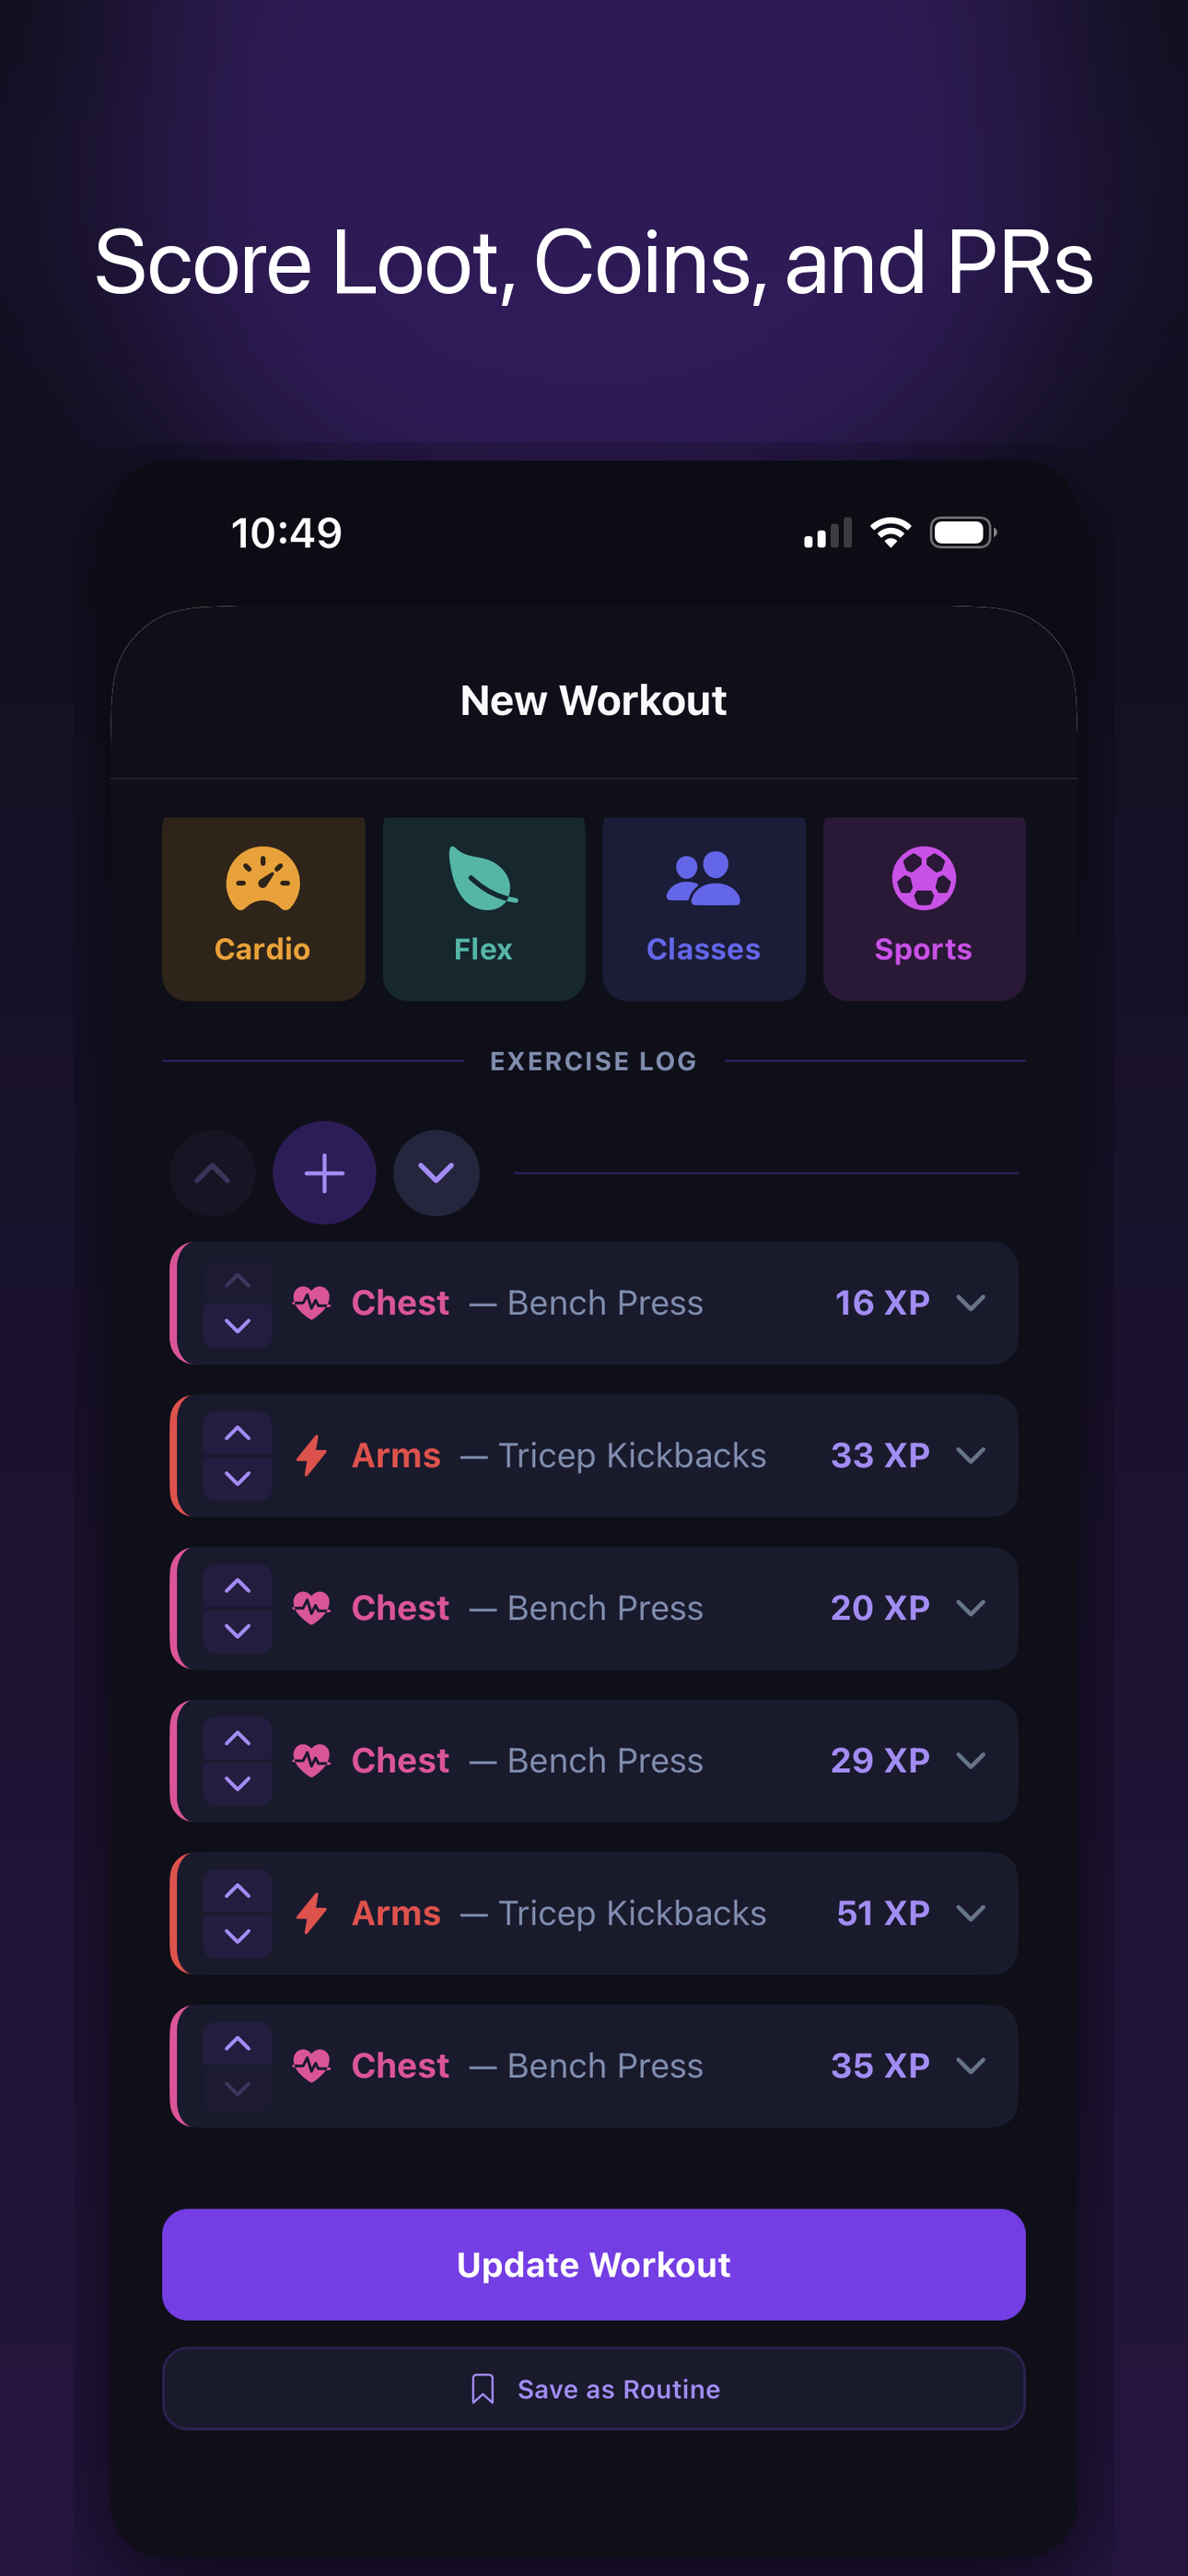 Score Loot, Coins, and PRs
10:49
New Workout
Cardio Flex Classes Sports
EXERCISE LOG
Chest — Bench Press 16 XP
Arms — Tricep Kickbacks 33 XP
Chest — Bench Press 20 XP
Chest — Bench Press 29 XP
Arms — Tricep Kickbacks 51 XP
Chest — Bench Press 35 XP
Update Workout
Save as Routine